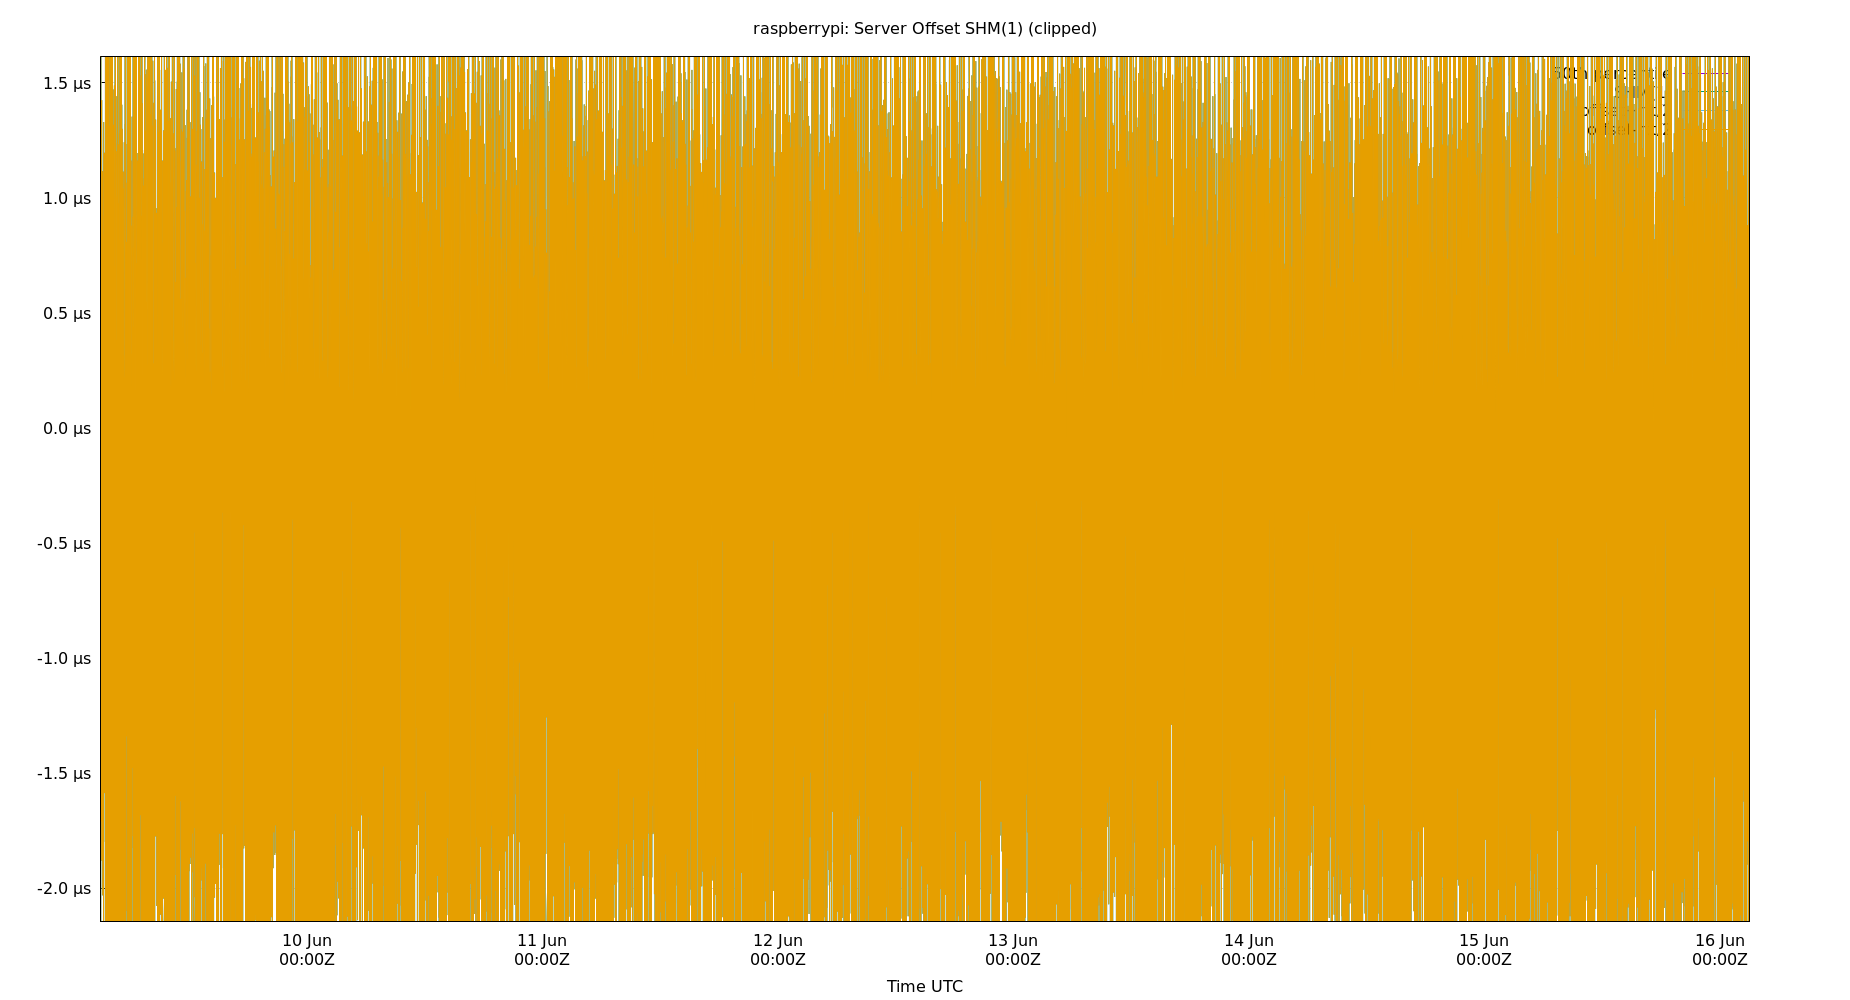 raspberrypi: Server Offset SHM(1) (clipped)
1.5 µs
1.0 µs
0.5 µs
0.0 µs
-0.5 µs
-1.0 µs
-1.5 µs
-2.0 µs
10 Jun 11 Jun 12 Jun 13 Jun 14 Jun 15 Jun 16 Jun
00:00Z 00:00Z 00:00Z 00:00Z 00:00Z 00:00Z 00:00Z
Time UTC